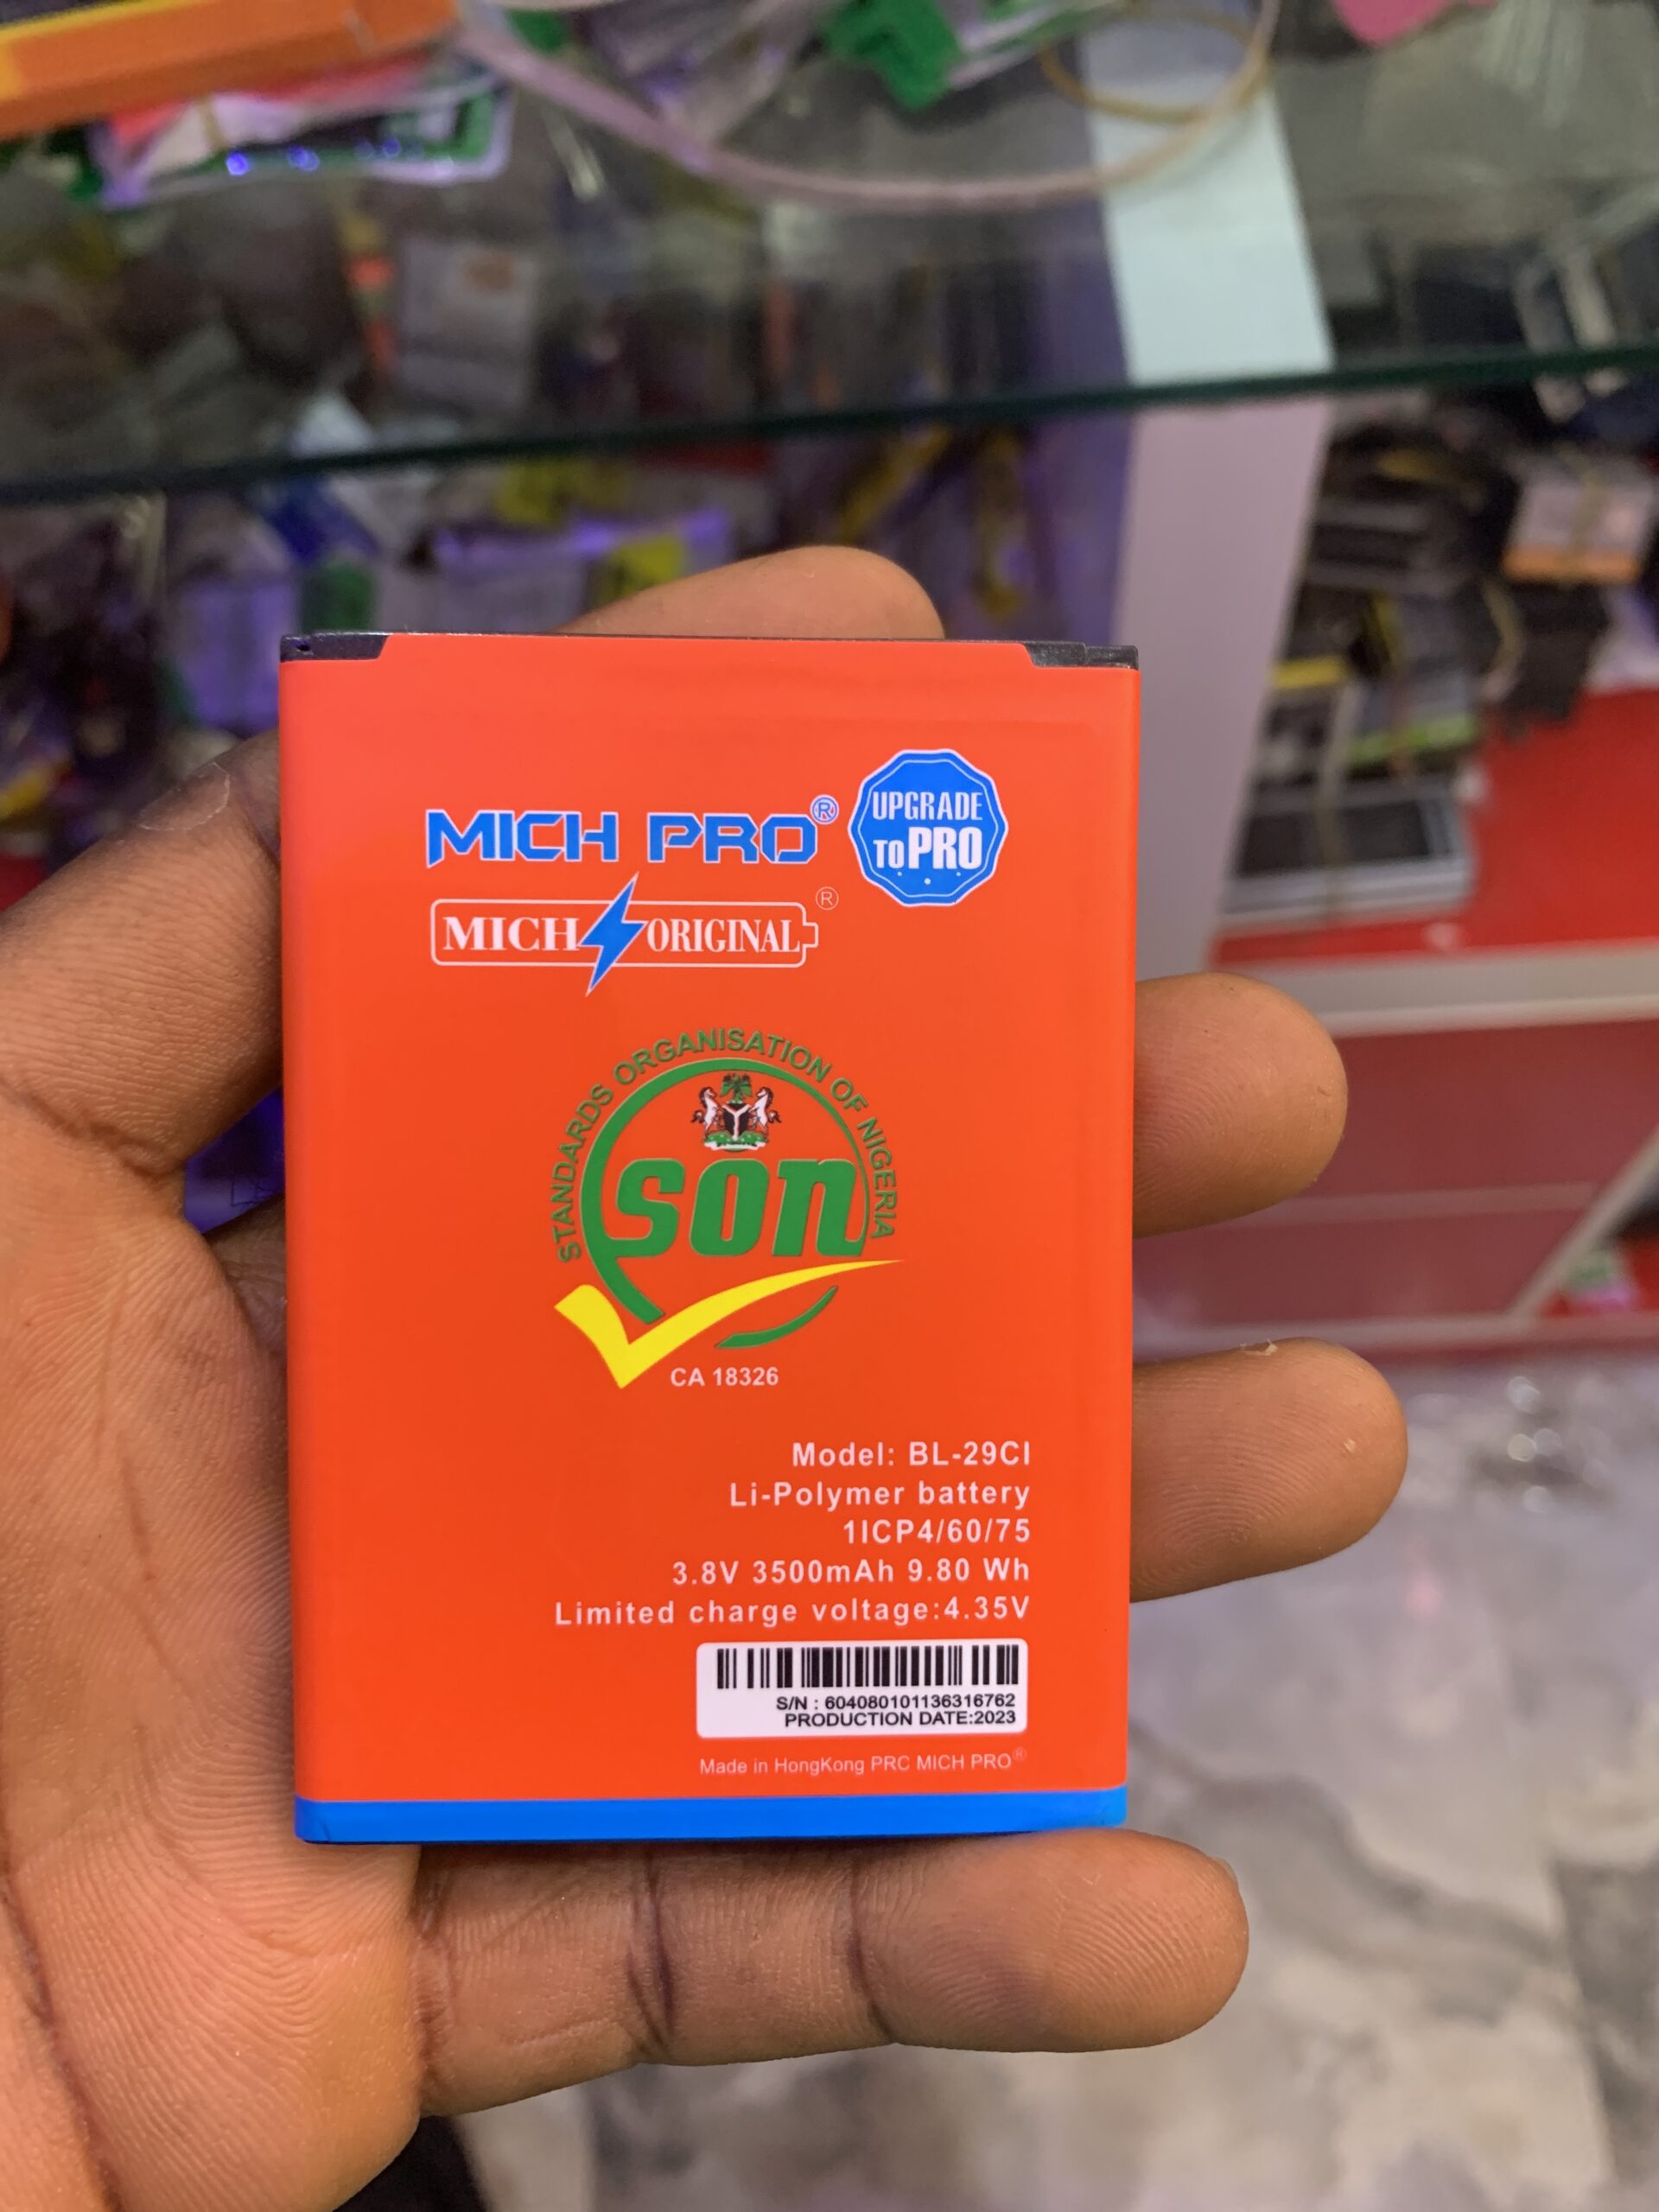 MICH PRO®
UPGRADE
TO PRO
MICH ORIGINAL ®
STANDARDS ORGANISATION OF NIGERIA
son
CA 18326
Model: BL-29CI
Li-Polymer battery
1ICP4/60/75
3.8V 3500mAh 9.80 Wh
Limited charge voltage:4.35V
S/N : 604080101136316762
PRODUCTION DATE:2023
Made in HongKong PRC MICH PRO®